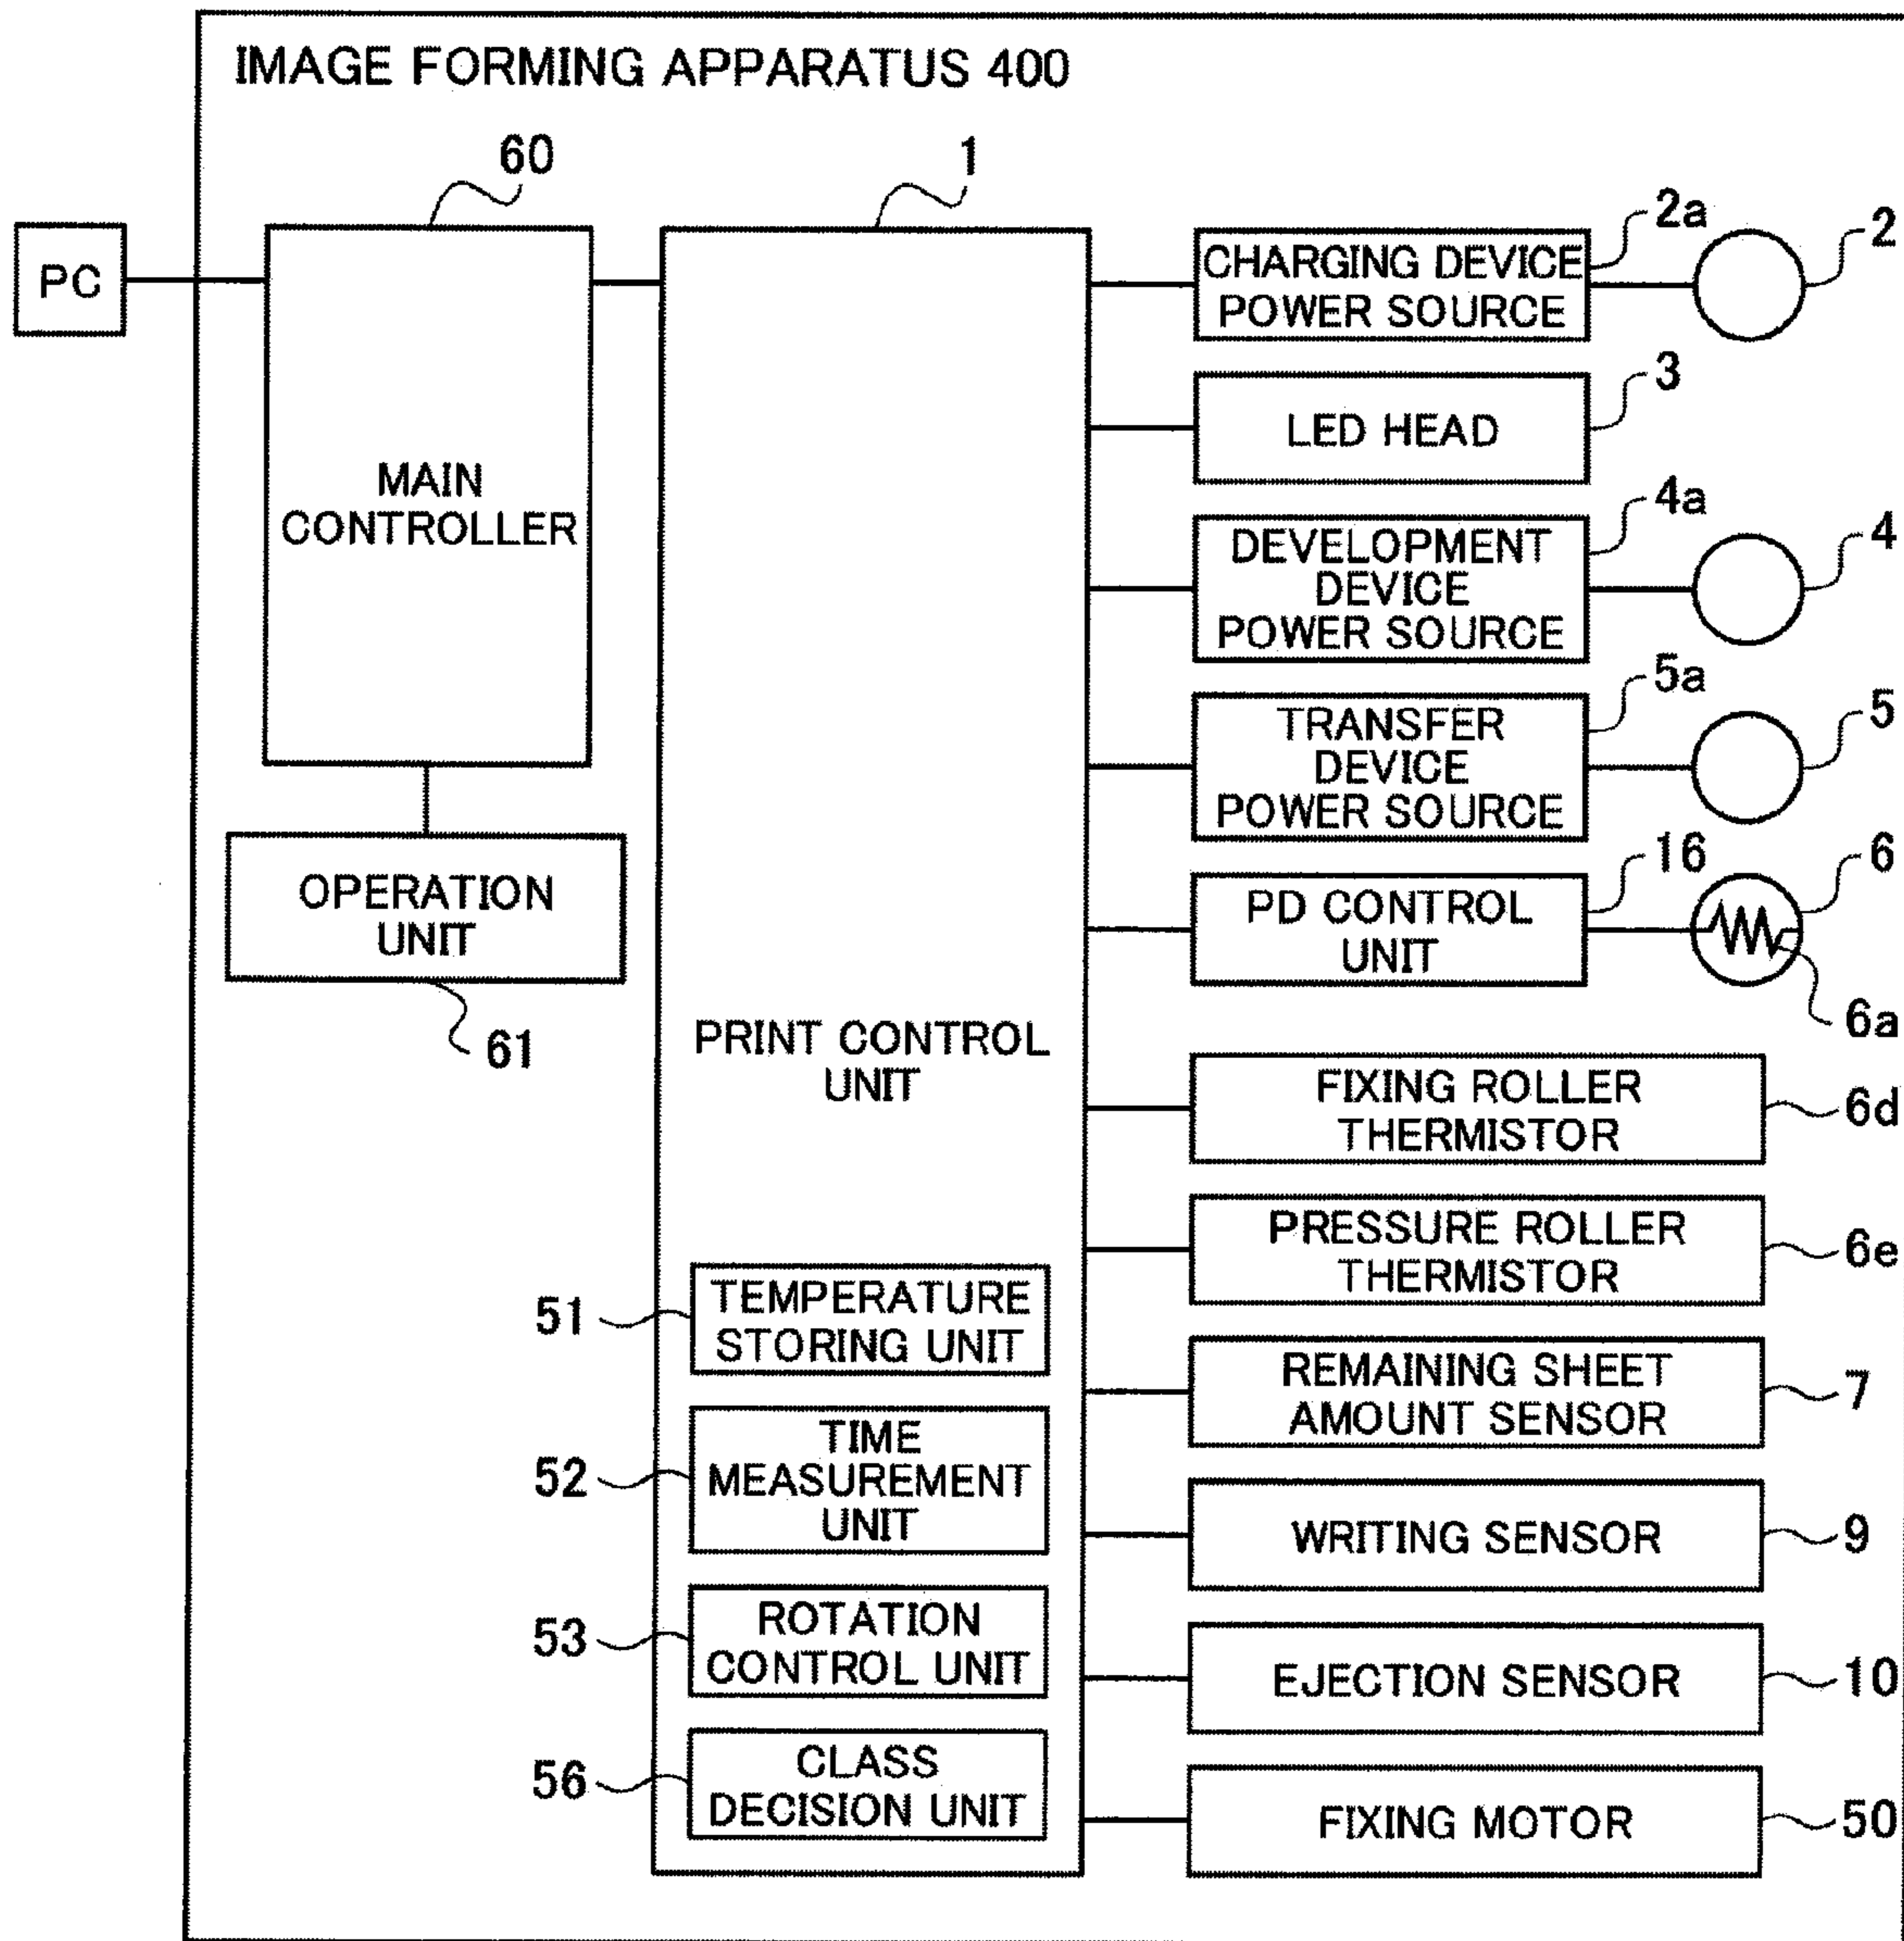 IMAGE FORMING APPARATUS 400
60
1
PC
MAIN
CONTROLLER
OPERATION
UNIT
61
PRINT CONTROL
UNIT
51
TEMPERATURE
STORING UNIT
52
TIME
MEASUREMENT
UNIT
53
ROTATION
CONTROL UNIT
56
CLASS
DECISION UNIT
CHARGING DEVICE
POWER SOURCE
2a
2
LED HEAD
3
DEVELOPMENT
DEVICE
POWER SOURCE
4a
4
TRANSFER
DEVICE
POWER SOURCE
5a
5
PD CONTROL
UNIT
16
6
6a
FIXING ROLLER
THERMISTOR
6d
PRESSURE ROLLER
THERMISTOR
6e
REMAINING SHEET
AMOUNT SENSOR
7
WRITING SENSOR
9
EJECTION SENSOR
10
FIXING MOTOR
50